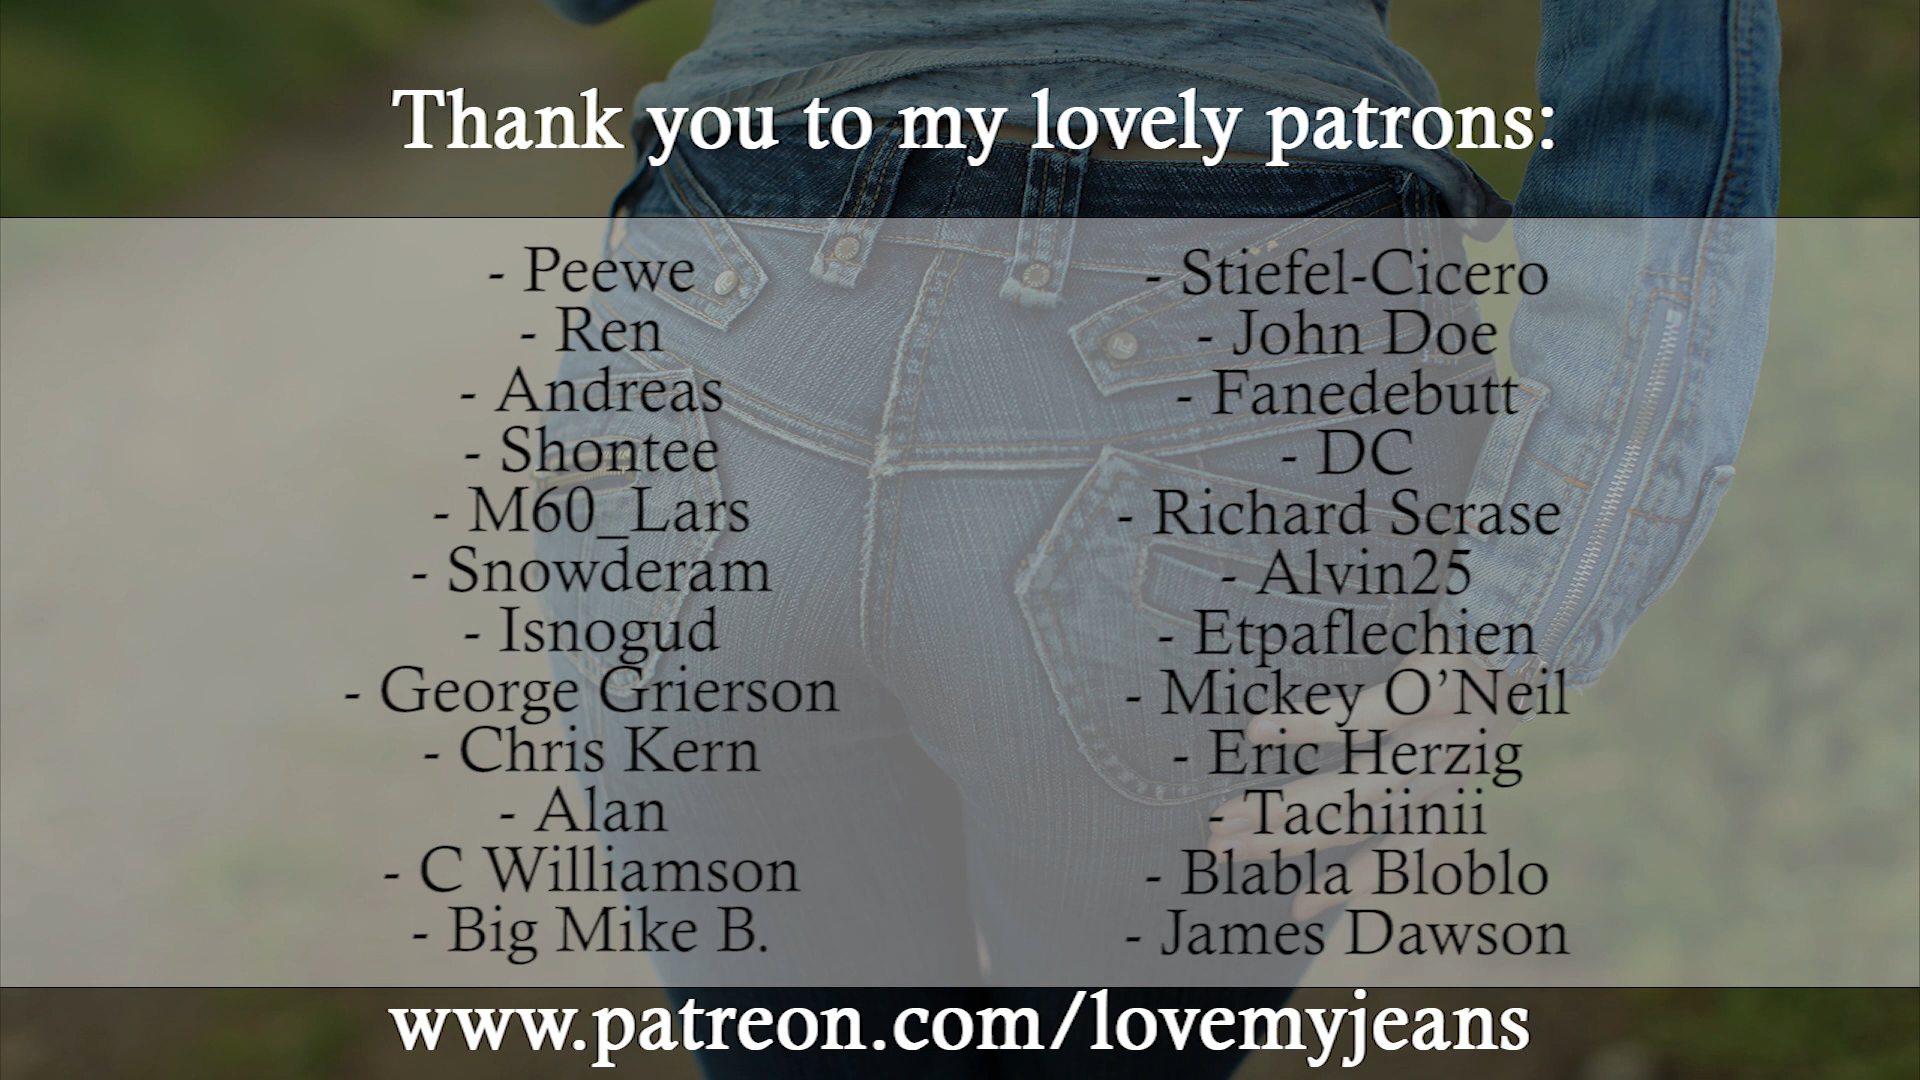 Thank you to my lovely patrons:
- Peewe
- Ren
- Andreas
- Shontee
- M60_Lars
- Snowderam
- Isnogud
- George Grierson
- Chris Kern
- Alan
- C Williamson
- Big Mike B.
- Stiefel-Cicero
- John Doe
- Fanedebutt
- DC
- Richard Scrase
- Alvin25
- Etpaflechien
- Mickey O’Neil
- Eric Herzig
- Tachiinii
- Blabla Bloblo
- James Dawson
www.patreon.com/lovemyjeans